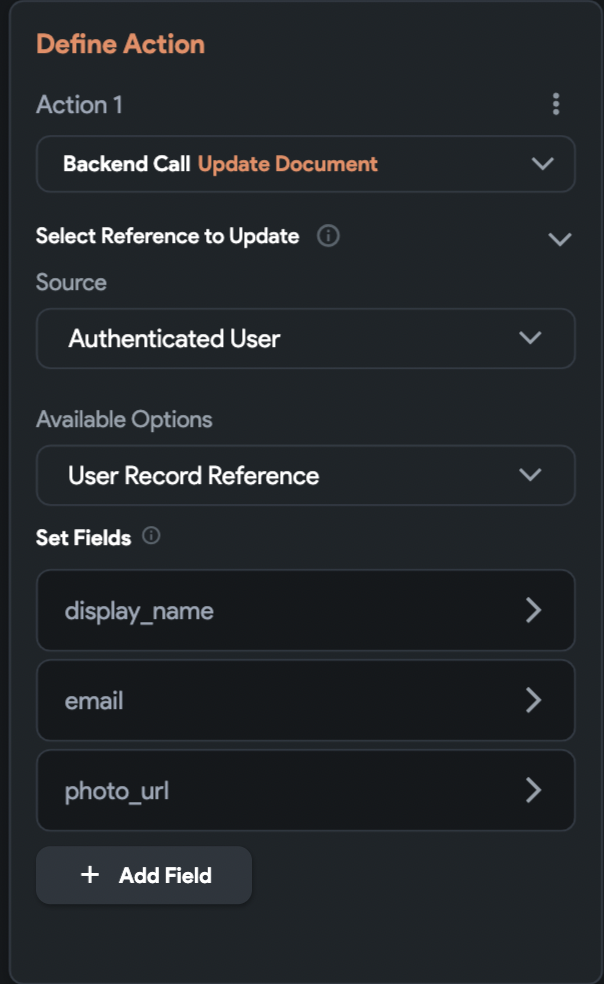 Define Action
Action 1
Backend Call Update Document
Select Reference to Update
Source
Authenticated User
Available Options
User Record Reference
Set Fields
display_name
email
photo_url
+ Add Field